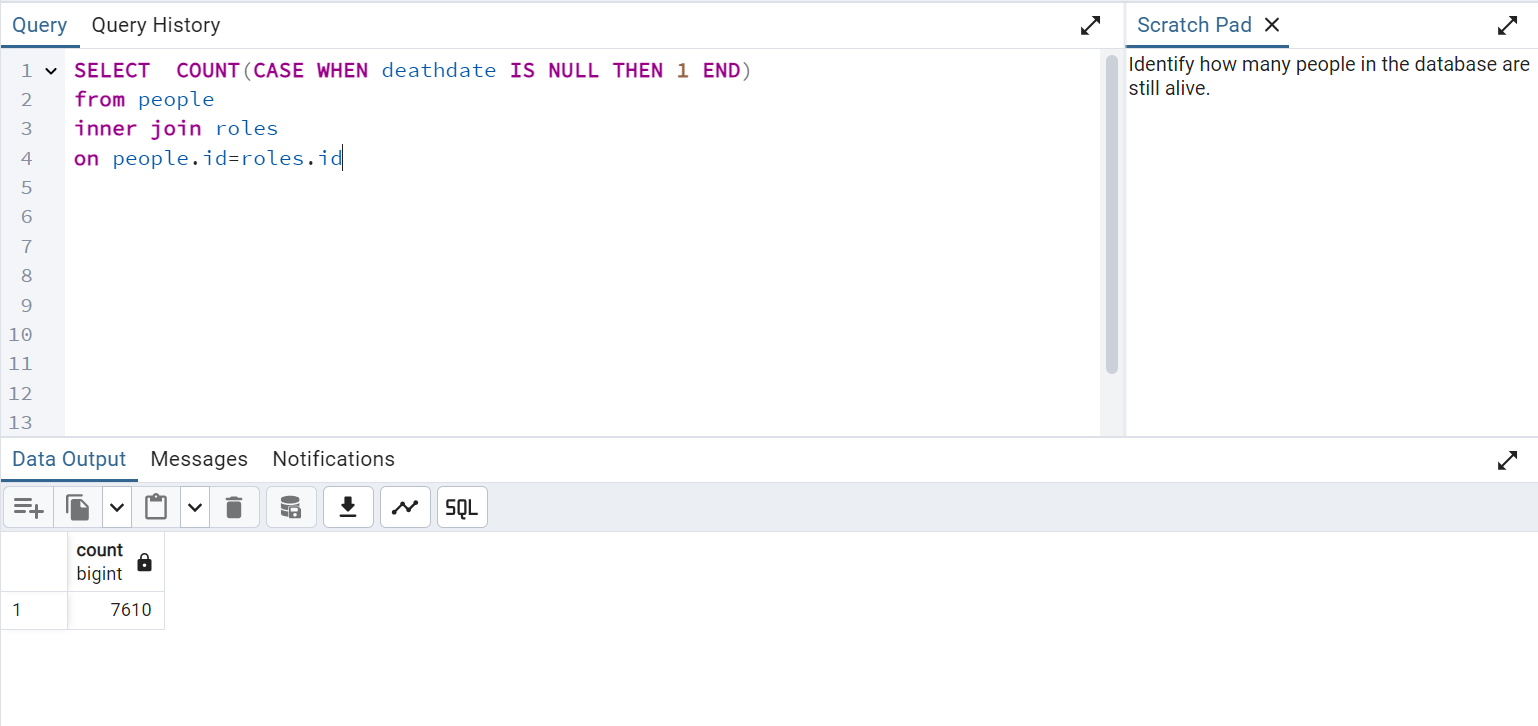 Query Query History
Scratch Pad
1 SELECT  COUNT(CASE WHEN deathdate IS NULL THEN 1 END)
2 from people
3 inner join roles
4 on people.id=roles.id
5
6
7
8
9
10
11
12
13
Identify how many people in the database are
still alive.
Data Output Messages Notifications
SQL
count
bigint
1 7610